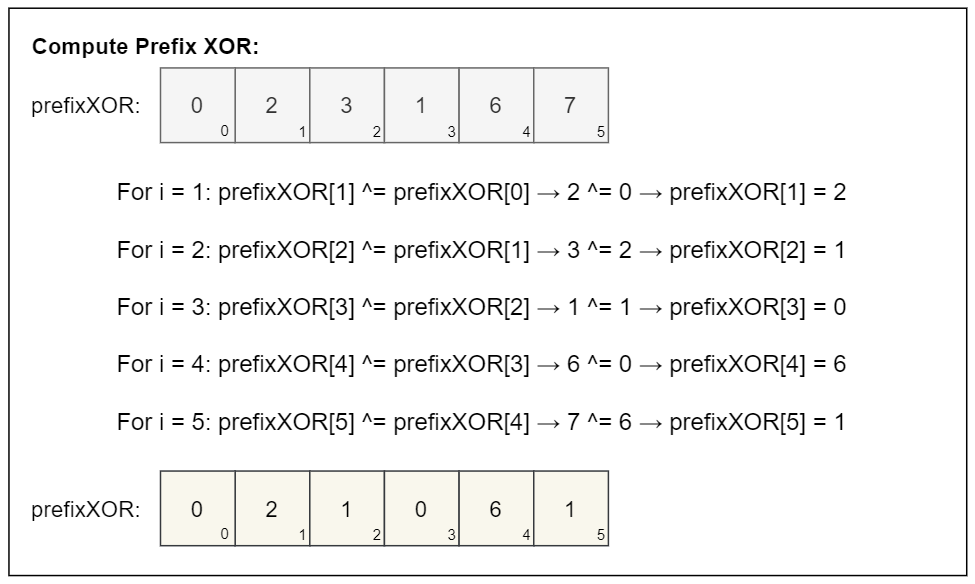 Compute Prefix XOR:
prefixXOR: 0 2 3 1 6 7
0 1 2 3 4 5
For i = 1: prefixXOR[1] ^= prefixXOR[0] → 2 ^= 0 → prefixXOR[1] = 2
For i = 2: prefixXOR[2] ^= prefixXOR[1] → 3 ^= 2 → prefixXOR[2] = 1
For i = 3: prefixXOR[3] ^= prefixXOR[2] → 1 ^= 1 → prefixXOR[3] = 0
For i = 4: prefixXOR[4] ^= prefixXOR[3] → 6 ^= 0 → prefixXOR[4] = 6
For i = 5: prefixXOR[5] ^= prefixXOR[4] → 7 ^= 6 → prefixXOR[5] = 1
prefixXOR: 0 2 1 0 6 1
0 1 2 3 4 5